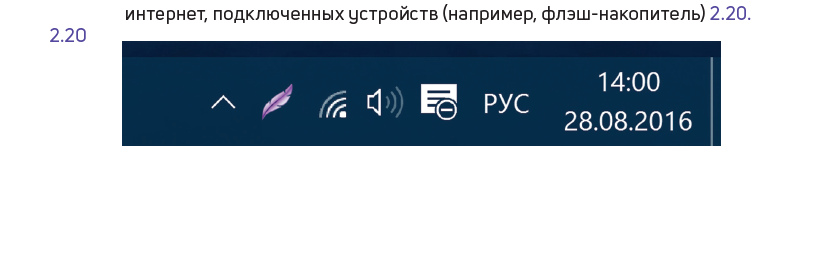 интернет, подключенных устройств (например, флэш-накопитель) 2.20.
2.20
РУС
14:00
28.08.2016